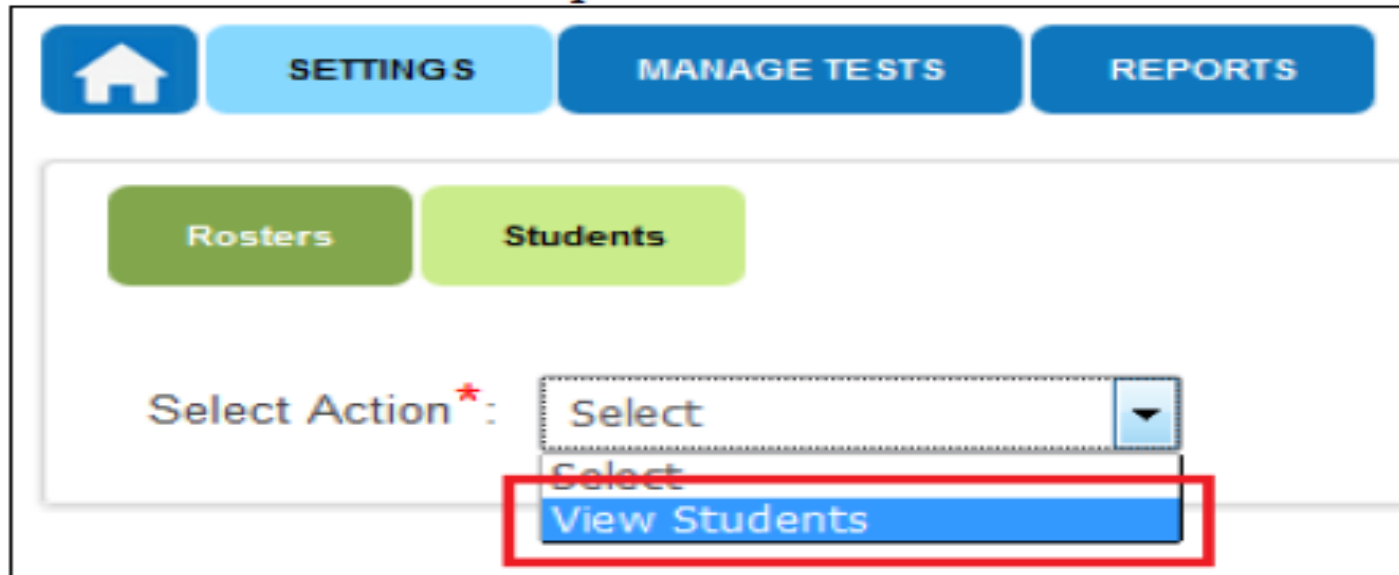 SETTINGS MANAGE TESTS REPORTS
Rosters Students
Select Action*: Select
Select
View Students